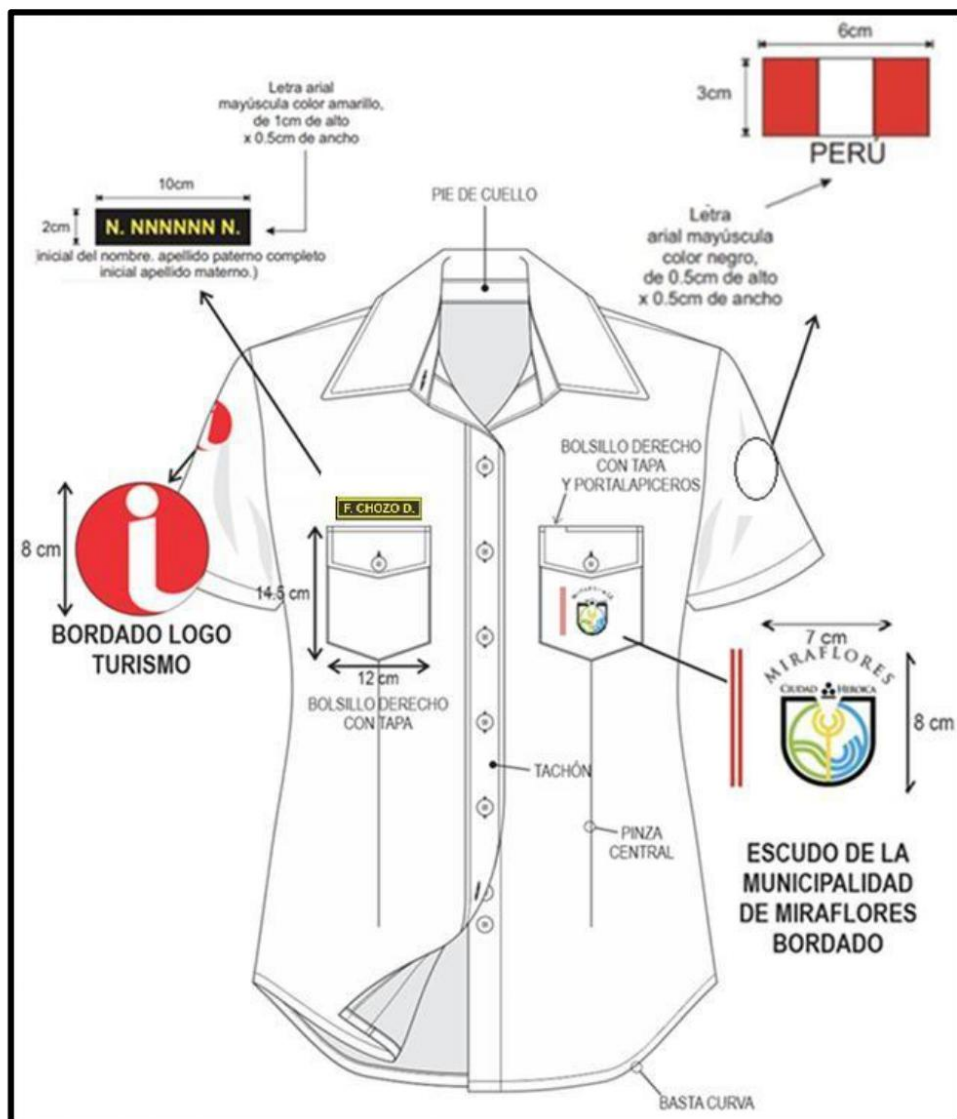 6cm
3cm
PERÚ
Letra arial
mayúscula color amarillo,
de 1cm de alto
x 0.5cm de ancho
10cm
2cm
N. NNNNNN N.
inicial del nombre. apellido paterno completo
inicial apellido materno.)
PIE DE CUELLO
Letra
arial mayúscula
color negro,
de 0.5cm de alto
x 0.5cm de ancho
BOLSILLO DERECHO
CON TAPA
Y PORTALAPICEROS
F. CHOZO D.
8 cm
i
BORDADO LOGO
TURISMO
14.5 cm
12 cm
BOLSILLO DERECHO
CON TAPA
MIRAFLORES
7 cm
MIRAFLORES
CIUDAD HEROICA
8 cm
TACHÓN
PINZA
CENTRAL
ESCUDO DE LA
MUNICIPALIDAD
DE MIRAFLORES
BORDADO
BASTA CURVA